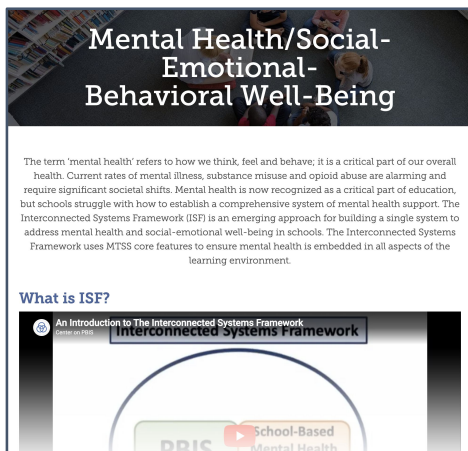 Mental Health/Social-
Emotional-
Behavioral Well-Being
The term 'mental health' refers to how we think, feel and behave; it is a critical part of our overall
health. Current rates of mental illness, substance misuse and opioid abuse are alarming and
require significant societal shifts. Mental health is now recognized as a critical part of education,
but schools struggle with how to establish a comprehensive system of mental health support. The
Interconnected Systems Framework (ISF) is an emerging approach for building a single system to
address mental health and social-emotional well-being in schools. The Interconnected Systems
Framework uses MTSS core features to ensure mental health is embedded in all aspects of the
learning environment.
What is ISF?
An Introduction to The Interconnected Systems Framework
Center on PBIS
Interconnected Systems Framework
School-Based
PBIS
Mental Health